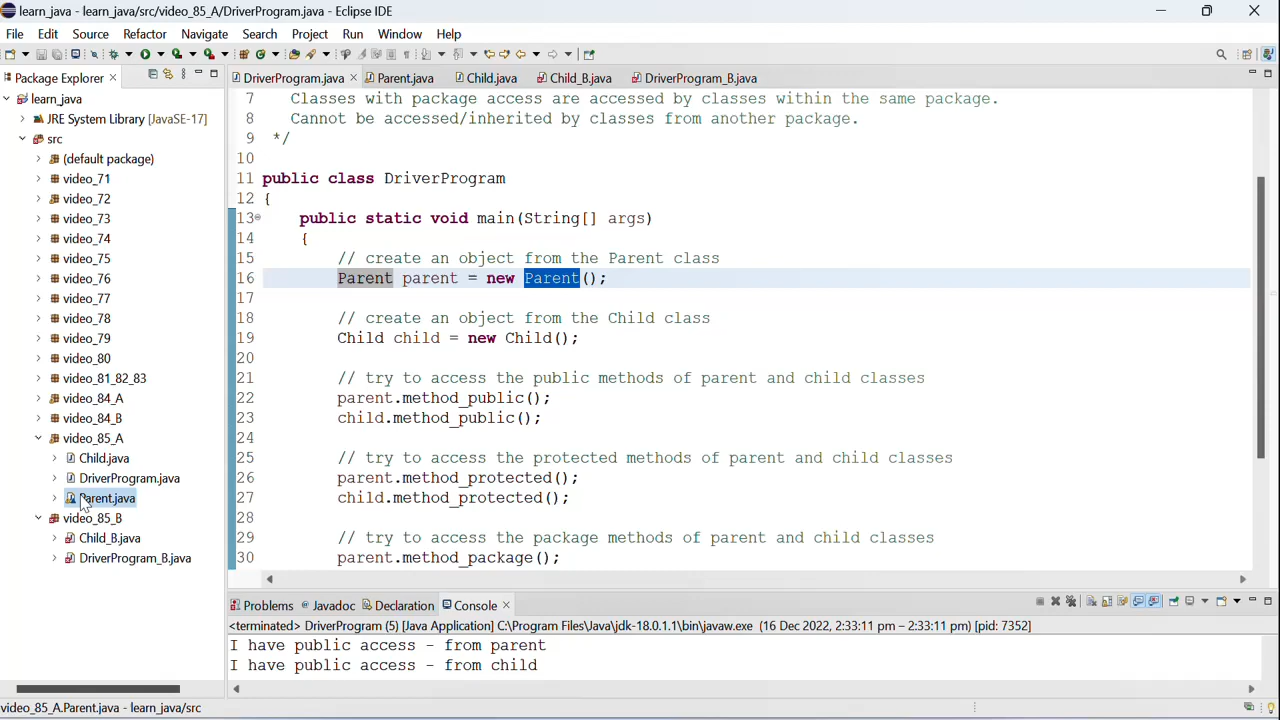 learn_java - learn_java/src/video_85_A/DriverProgram.java - Eclipse IDE
File Edit Source Refactor Navigate Search Project Run Window Help
Package Explorer
DriverProgram.java Parent.java Child.java Child_B.java DriverProgram_B.java
learn_java
JRE System Library [JavaSE-17]
src
(default package)
video_71
video_72
video_73
video_74
video_75
video_76
video_77
video_78
video_79
video_80
video_81_82_83
video_84_A
video_84_B
video_85_A
Child.java
DriverProgram.java
Parent.java
video_85_B
Child_B.java
DriverProgram_B.java
7 Classes with package access are accessed by classes within the same package.
8 Cannot be accessed/inherited by classes from another package.
9 */
10
11 public class DriverProgram
12 {
13 public static void main(String[] args)
14 {
15 // create an object from the Parent class
16 Parent parent = new Parent();
17
18 // create an object from the Child class
19 Child child = new Child();
20
21 // try to access the public methods of parent and child classes
22 parent.method_public();
23 child.method_public();
24
25 // try to access the protected methods of parent and child classes
26 parent.method_protected();
27 child.method_protected();
28
29 // try to access the package methods of parent and child classes
30 parent.method_package();
Problems Javadoc Declaration Console
<terminated> DriverProgram (5) [Java Application] C:\Program Files\Java\jdk-18.0.1.1\bin\javaw.exe (16 Dec 2022, 2:33:11 pm – 2:33:11 pm) [pid: 7352]
I have public access - from parent
I have public access - from child
video_85_A.Parent.java - learn_java/src